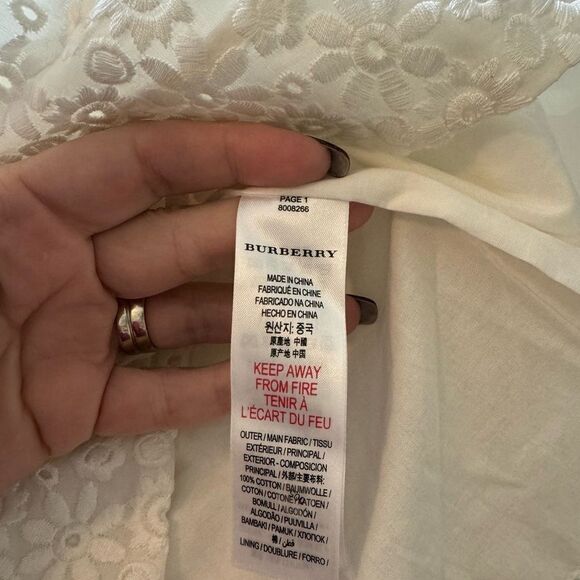 PAGE 1
8008266
BURBERRY
MADE IN CHINA
FABRIQUÉ EN CHINE
FABRICADO NA CHINA
HECHO EN CHINA
원산지: 중국
原產地 中國
原产地 中国
KEEP AWAY
FROM FIRE
TENIR À
L'ÉCART DU FEU
OUTER / MAIN FABRIC / TISSU
EXTÉRIEUR / PRINCIPAL /
EXTERIOR - COMPOSICION
PRINCIPAL / 外部/主要布料:
100% COTTON / BAUMWOLLE /
COTON / COTONE
BOMULL / ALGODÓN /
ALGODÃO / PUUVILLA /
BAMBAKI / PAMUK / ХЛОПОК
棉 / قطن /
LINING / DOUBLURE / FORRO /